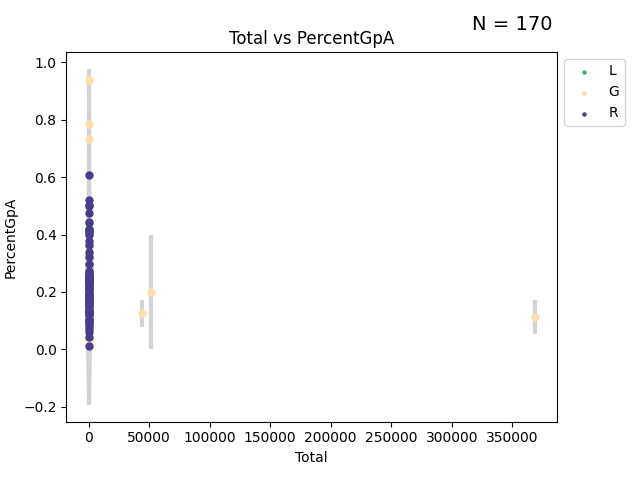 N = 170
Total vs PercentGpA
L
G
R
1.0
0.8
0.6
0.4
0.2
0.0
−0.2
PercentGpA
0 50000 100000 150000 200000 250000 300000 350000
Total